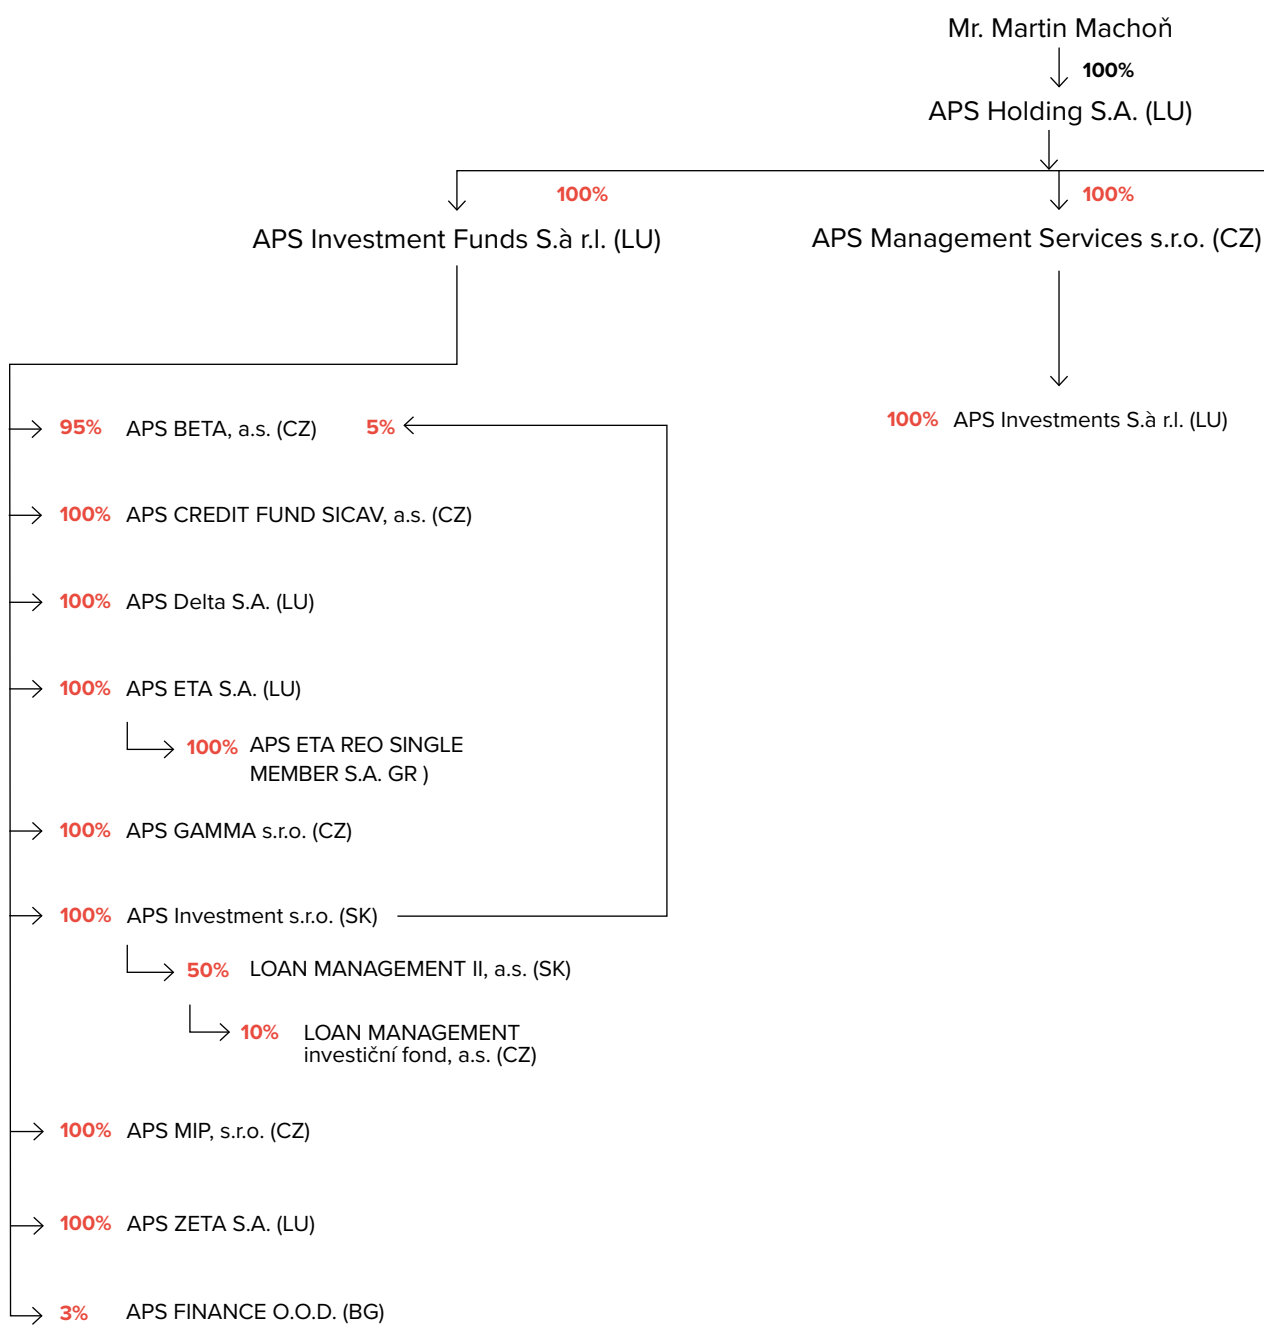 Mr. Martin Machoň
100%
APS Holding S.A. (LU)
100%
100%
APS Investment Funds S.à r.l. (LU)
APS Management Services s.r.o. (CZ)
95% APS BETA, a.s. (CZ) 5%
100% APS Investments S.à r.l. (LU)
100% APS CREDIT FUND SICAV, a.s. (CZ)
100% APS Delta S.A. (LU)
100% APS ETA S.A. (LU)
100% APS ETA REO SINGLE
MEMBER S.A. GR )
100% APS GAMMA s.r.o. (CZ)
100% APS Investment s.r.o. (SK)
50% LOAN MANAGEMENT II, a.s. (SK)
10% LOAN MANAGEMENT
investiční fond, a.s. (CZ)
100% APS MIP, s.r.o. (CZ)
100% APS ZETA S.A. (LU)
3% APS FINANCE O.O.D. (BG)